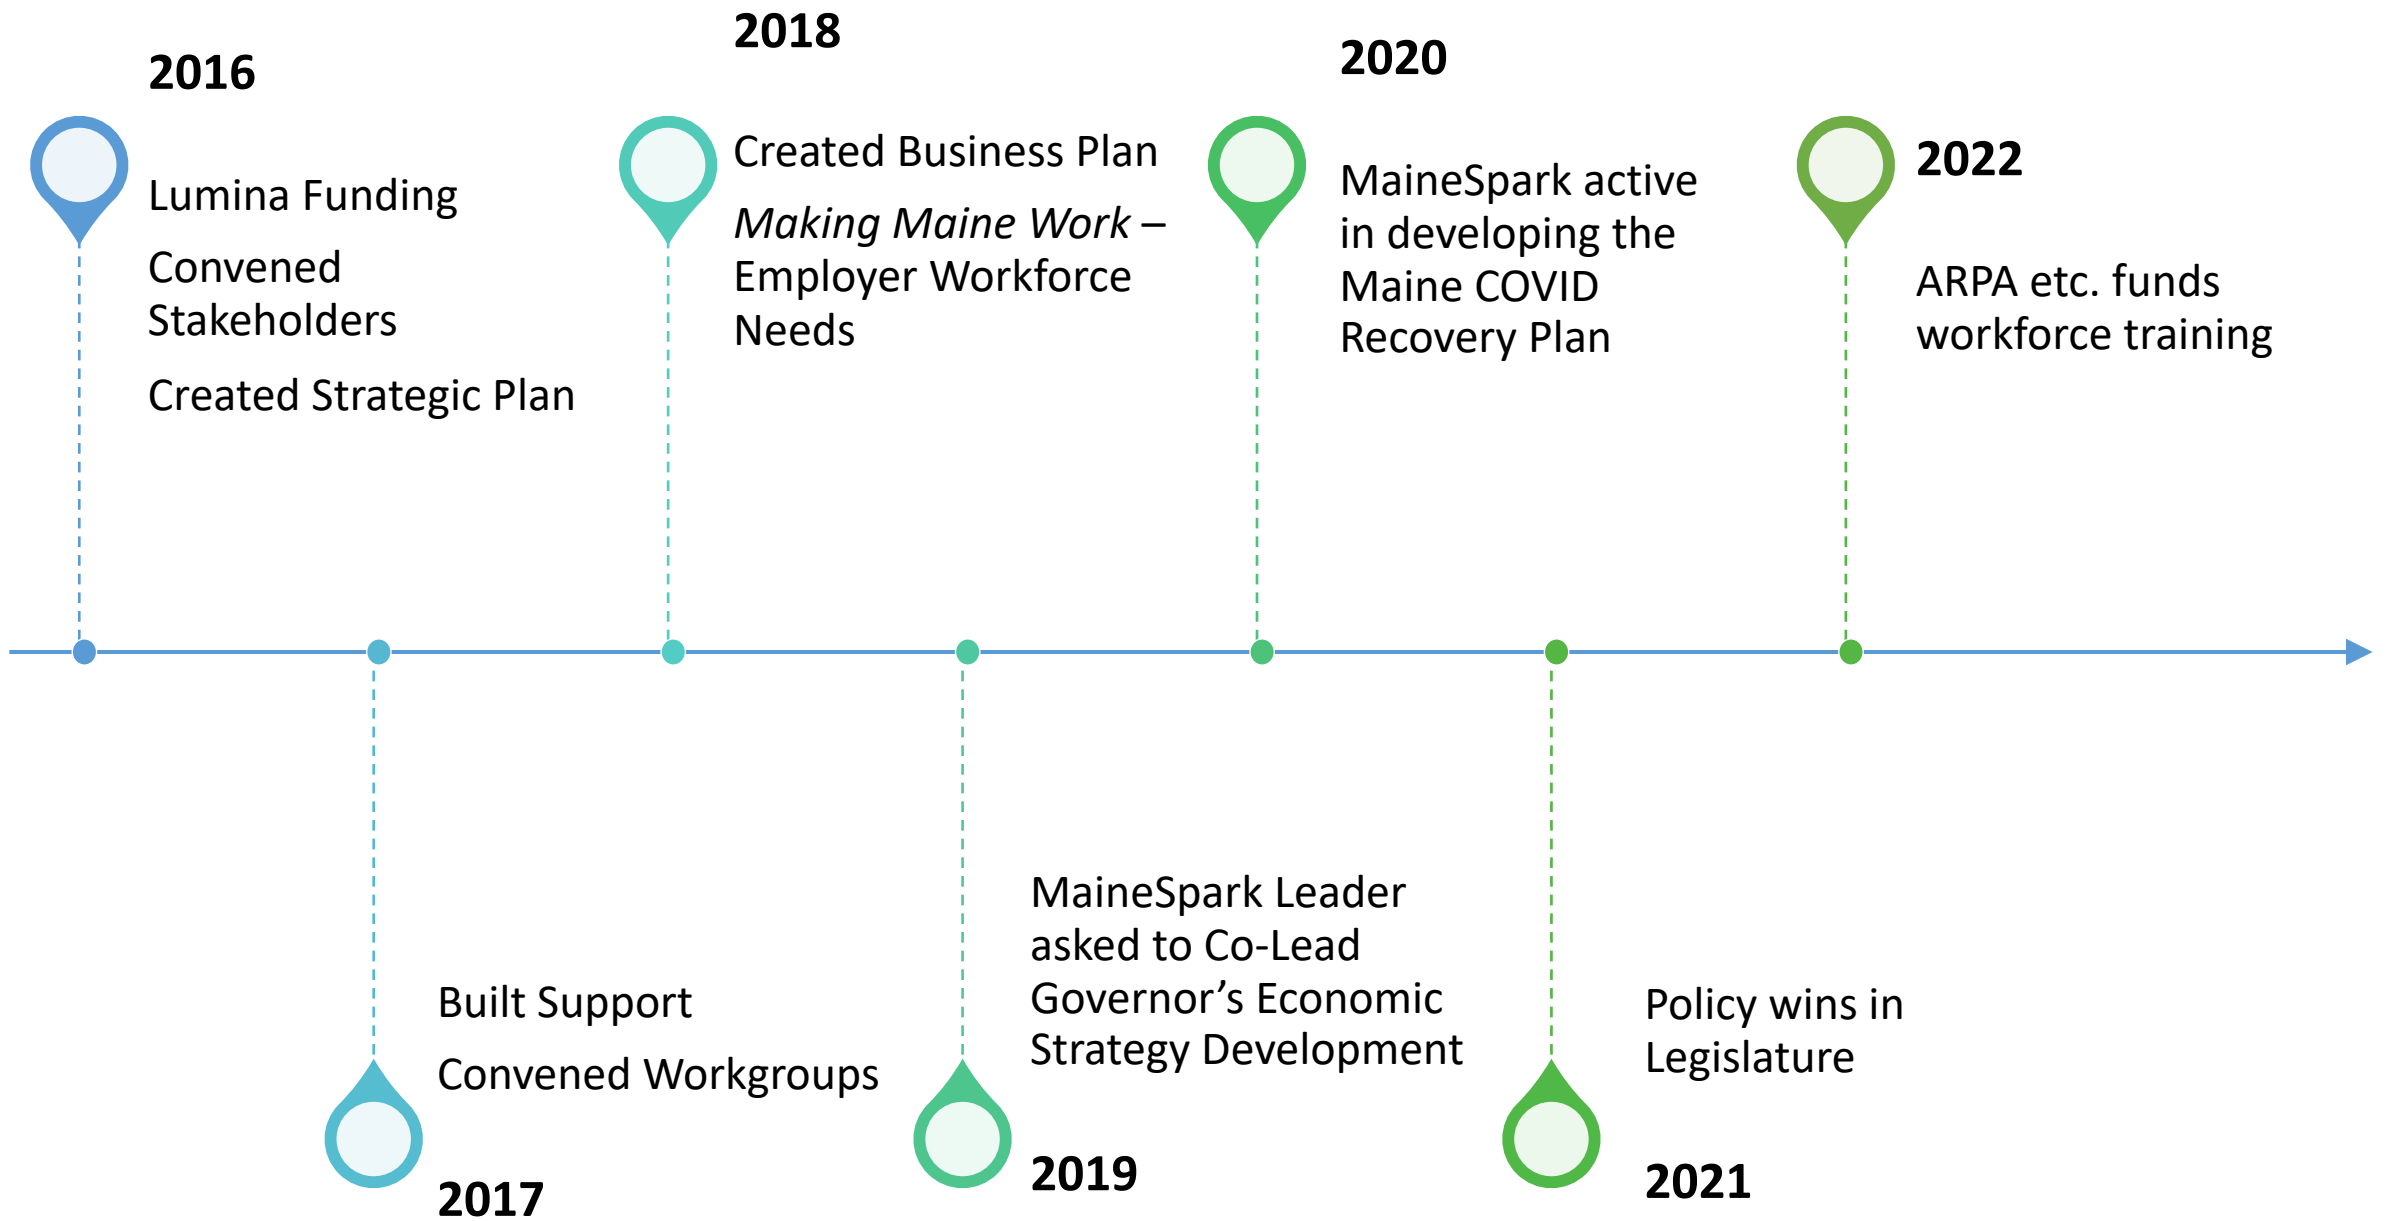 2016
Lumina Funding
Convened
Stakeholders
Created Strategic Plan
2017
Built Support
Convened Workgroups
2018
Created Business Plan
Making Maine Work –
Employer Workforce
Needs
2019
MaineSpark Leader
asked to Co-Lead
Governor’s Economic
Strategy Development
2020
MaineSpark active
in developing the
Maine COVID
Recovery Plan
2021
Policy wins in
Legislature
2022
ARPA etc. funds
workforce training